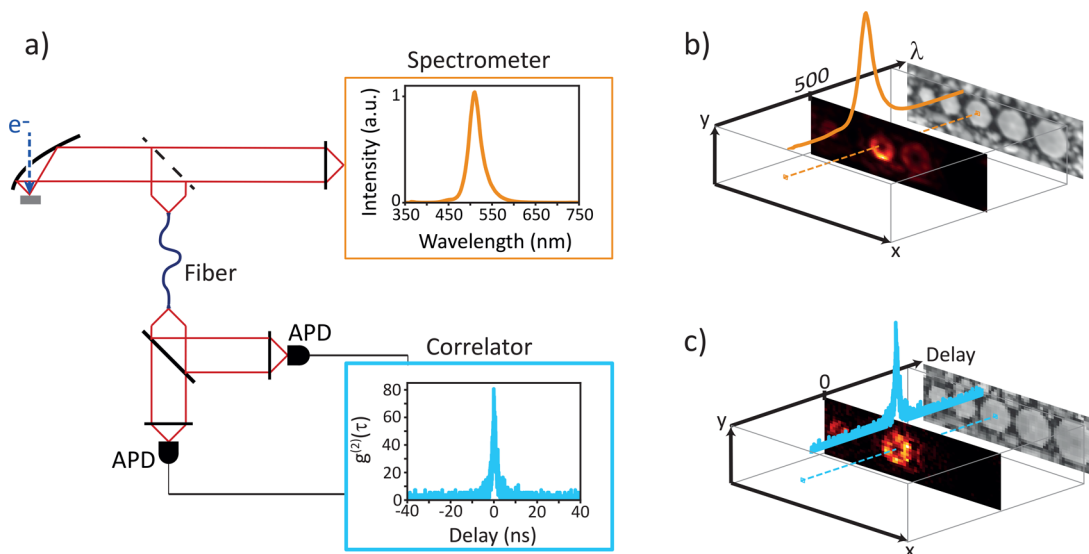 a)
e-
Spectrometer
Intensity (a.u.)
1
0
350 450 550 650 750
Wavelength (nm)
Fiber
APD
APD
Correlator
g(2)(τ)
80
60
40
20
0
-40 -20 0 20 40
Delay (ns)
b)
λ
500
y
x
c)
Delay
0
y
x